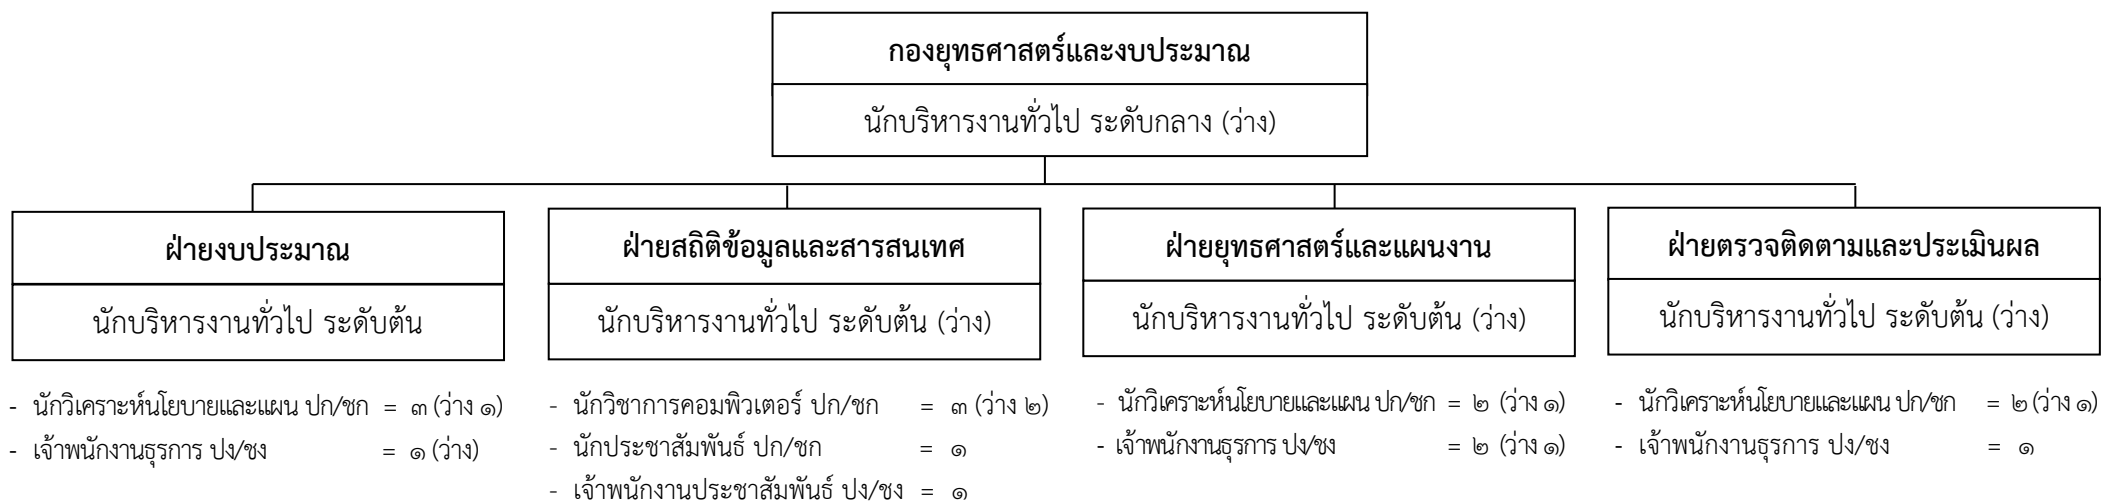 กองยุทธศาสตร์และงบประมาณ
นักบริหารงานทั่วไป ระดับกลาง (ว่าง)
ฝ่ายงบประมาณ
นักบริหารงานทั่วไป ระดับต้น
- นักวิเคราะห์นโยบายและแผน ปก/ชก = ๓ (ว่าง ๑)
- เจ้าพนักงานธุรการ ปง/ชง = ๑ (ว่าง)
ฝ่ายสถิติข้อมูลและสารสนเทศ
นักบริหารงานทั่วไป ระดับต้น (ว่าง)
- นักวิชาการคอมพิวเตอร์ ปก/ชก = ๓ (ว่าง ๒)
- นักประชาสัมพันธ์ ปก/ชก = ๑
- เจ้าพนักงานประชาสัมพันธ์ ปง/ชง = ๑
ฝ่ายยุทธศาสตร์และแผนงาน
นักบริหารงานทั่วไป ระดับต้น (ว่าง)
- นักวิเคราะห์นโยบายและแผน ปก/ชก = ๒ (ว่าง ๑)
- เจ้าพนักงานธุรการ ปง/ชง = ๒ (ว่าง ๑)
ฝ่ายตรวจติดตามและประเมินผล
นักบริหารงานทั่วไป ระดับต้น (ว่าง)
- นักวิเคราะห์นโยบายและแผน ปก/ชก = ๒ (ว่าง ๑)
- เจ้าพนักงานธุรการ ปง/ชง = ๑